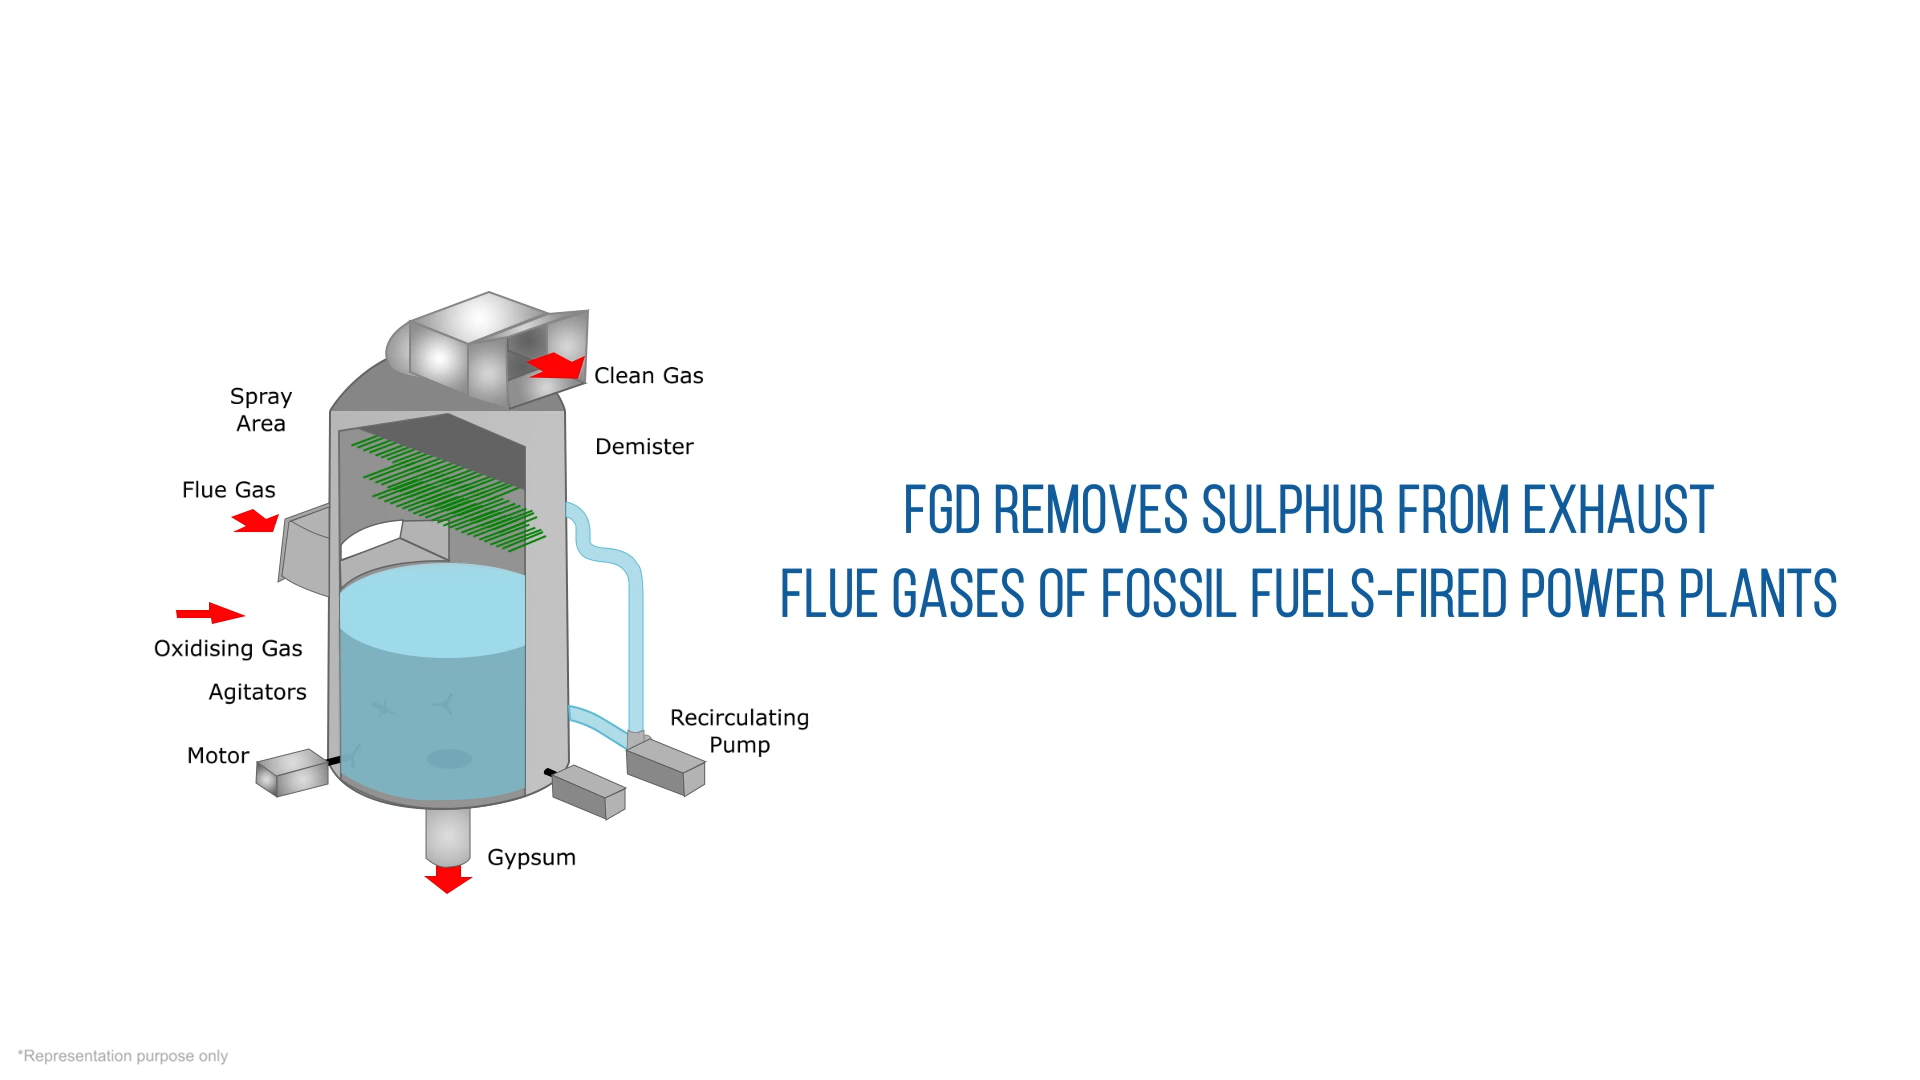 Clean Gas
Spray
Area
Demister
Flue Gas
FGD REMOVES SULPHUR FROM EXHAUST
FLUE GASES OF FOSSIL FUELS-FIRED POWER PLANTS
Oxidising Gas
Agitators
Recirculating
Pump
Motor
Gypsum
*Representation purpose only